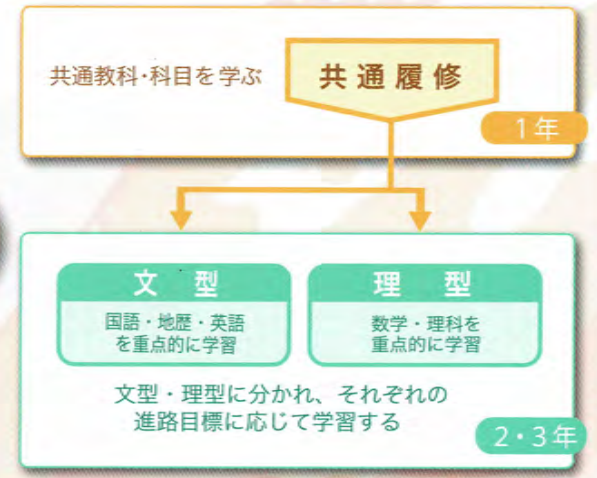 共通教科･科目を学ぶ
共通履修
1年
文型
国語・地歴・英語
を重点的に学習
理型
数学・理科を
重点的に学習
文型・理型に分かれ、それぞれの
進路目標に応じて学習する
2・3年